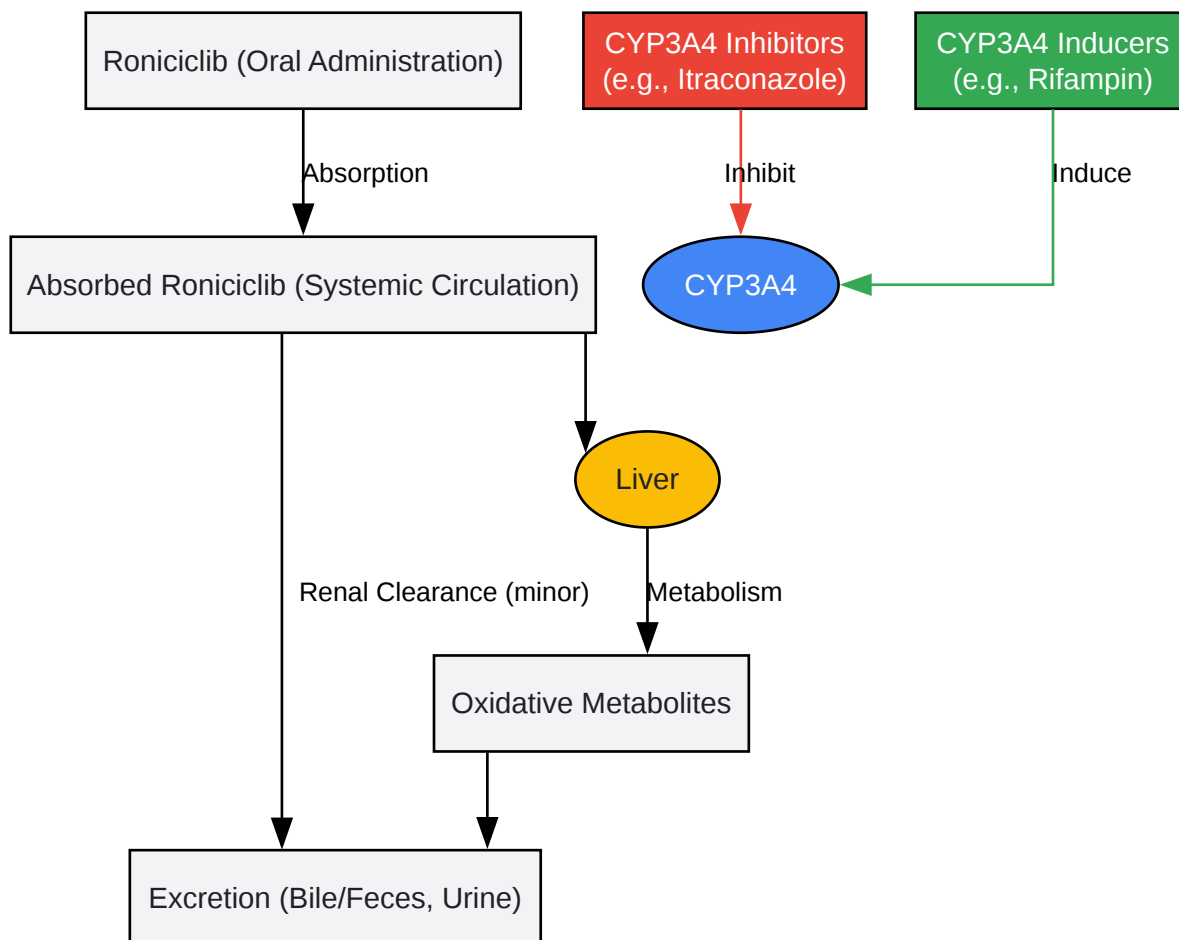 Roniciclib (Oral Administration)
CYP3A4 Inhibitors
(e.g., Itraconazole)
CYP3A4 Inducers
(e.g., Rifampin)
Absorption
Inhibit
Induce
Absorbed Roniciclib (Systemic Circulation)
CYP3A4
Liver
Renal Clearance (minor)
Metabolism
Oxidative Metabolites
Excretion (Bile/Feces, Urine)